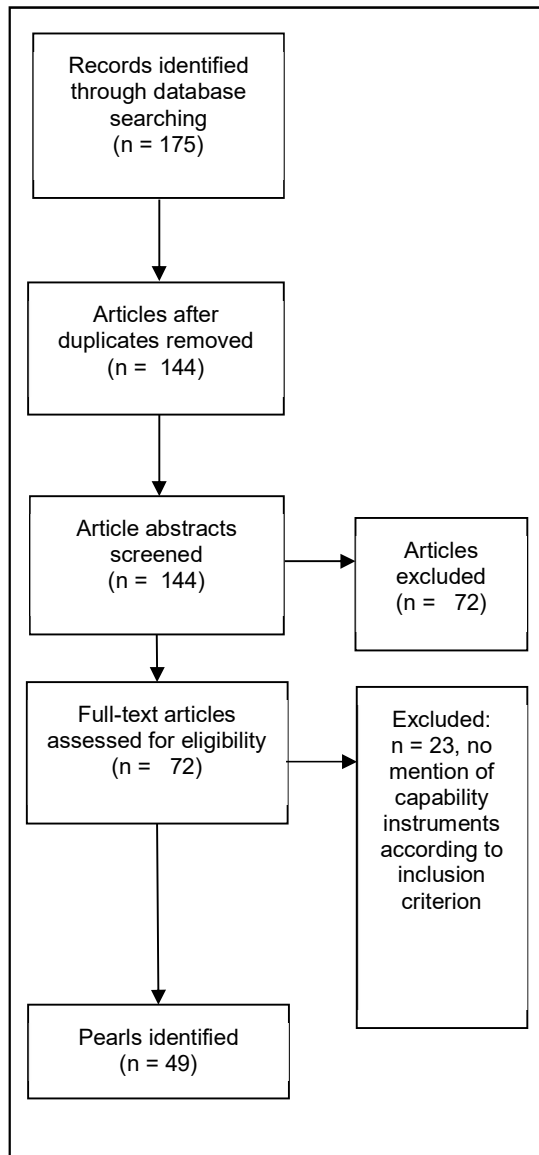 Records identified
through database
searching
(n = 175)
Articles after
duplicates removed
(n = 144)
Article abstracts
screened
(n = 144)
Articles
excluded
(n = 72)
Full-text articles
assessed for eligibility
(n = 72)
Excluded:
n = 23, no
mention of
capability
instruments
according to
inclusion
criterion
Pearls identified
(n = 49)